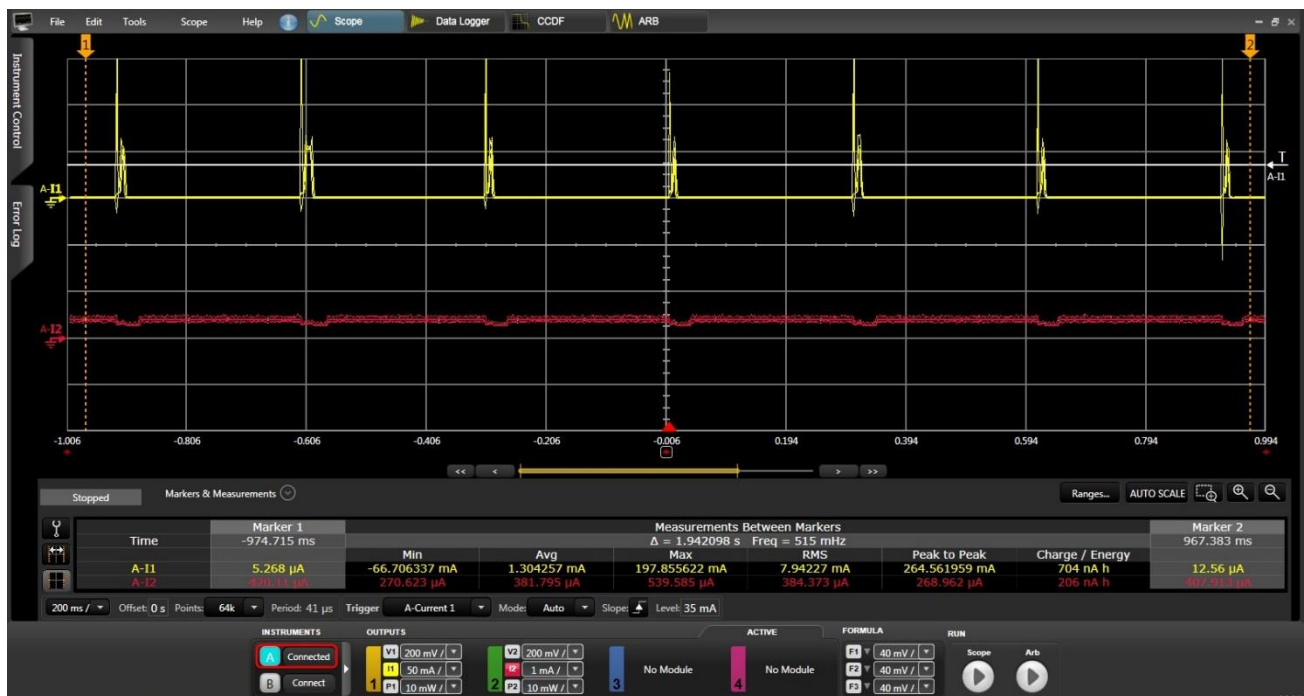 File Edit Tools Scope Help Scope Data Logger CCDF ARB
Instrument Control
Error Log
1 2
A-I1
T
A-I1
A-I2
-1.006 -0.806 -0.606 -0.406 -0.206 -0.006 0.194 0.394 0.594 0.794 0.994
<< < > >>
Stopped Markers & Measurements Ranges... AUTO SCALE
Marker 1 Measurements Between Markers Marker 2
Time -974.715 ms Δ = 1.942098 s Freq = 515 mHz 967.383 ms
Min Avg Max RMS Peak to Peak Charge / Energy
A-I1 5.268 µA -66.706337 mA 1.304257 mA 197.855622 mA 7.94227 mA 264.561959 mA 704 nA h 12.56 µA
A-I2 270.623 µA 381.795 µA 539.585 µA 384.373 µA 268.962 µA 206 nA h
200 ms / Offset: 0 s Points: 64k Period: 41 µs Trigger A-Current 1 Mode: Auto Slope: Level: 35 mA
INSTRUMENTS OUTPUTS ACTIVE FORMULA RUN
A Connected V1 200 mV / V2 200 mV / F1 40 mV / Scope Arb
I1 50 mA / I2 1 mA / No Module No Module F2 40 mV /
B Connect 1 P1 10 mW / 2 P2 10 mW / 3 4 F3 40 mV /